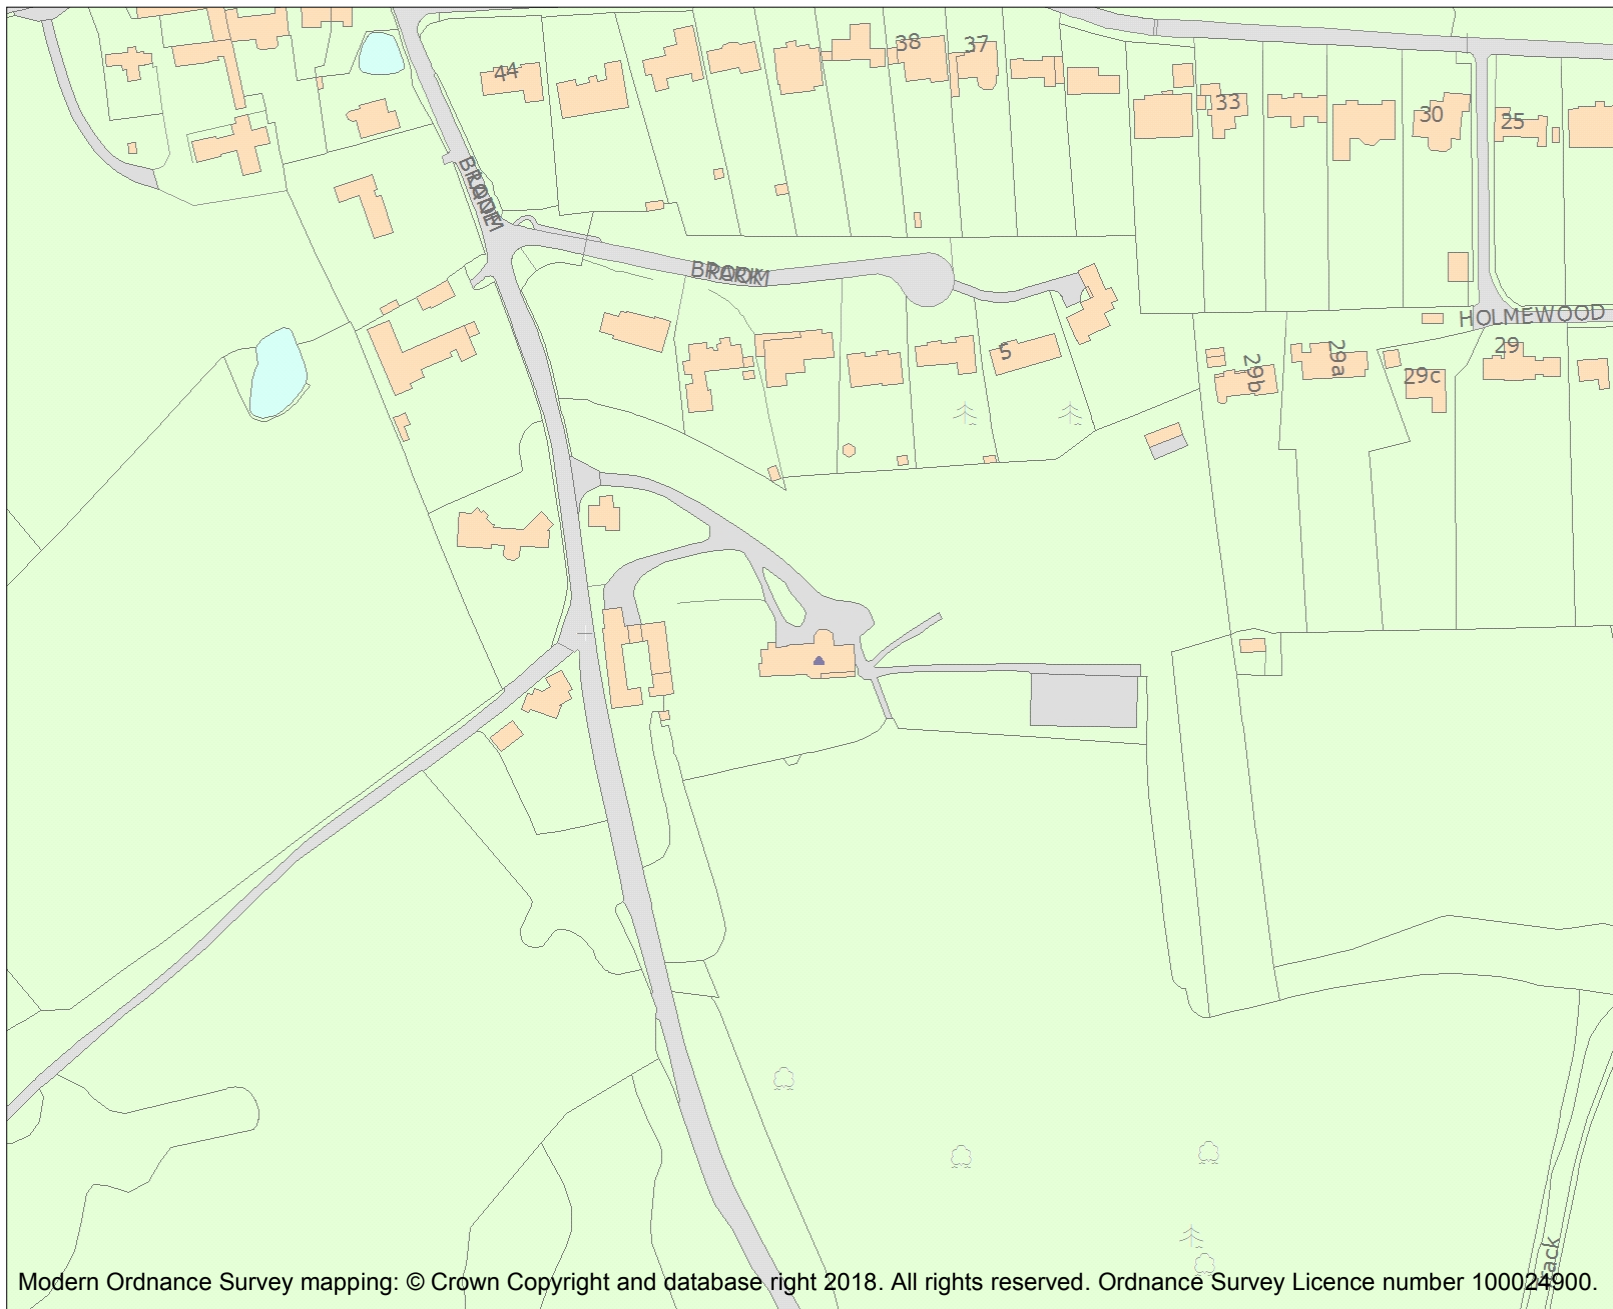 44
38
37
33
30
25
BROOM
LANE
BROOM
PARK
HOLMEWOOD
5
29b
29a
29c
29
Modern Ordnance Survey mapping: © Crown Copyright and database right 2018. All rights reserved. Ordnance Survey Licence number 100024900.